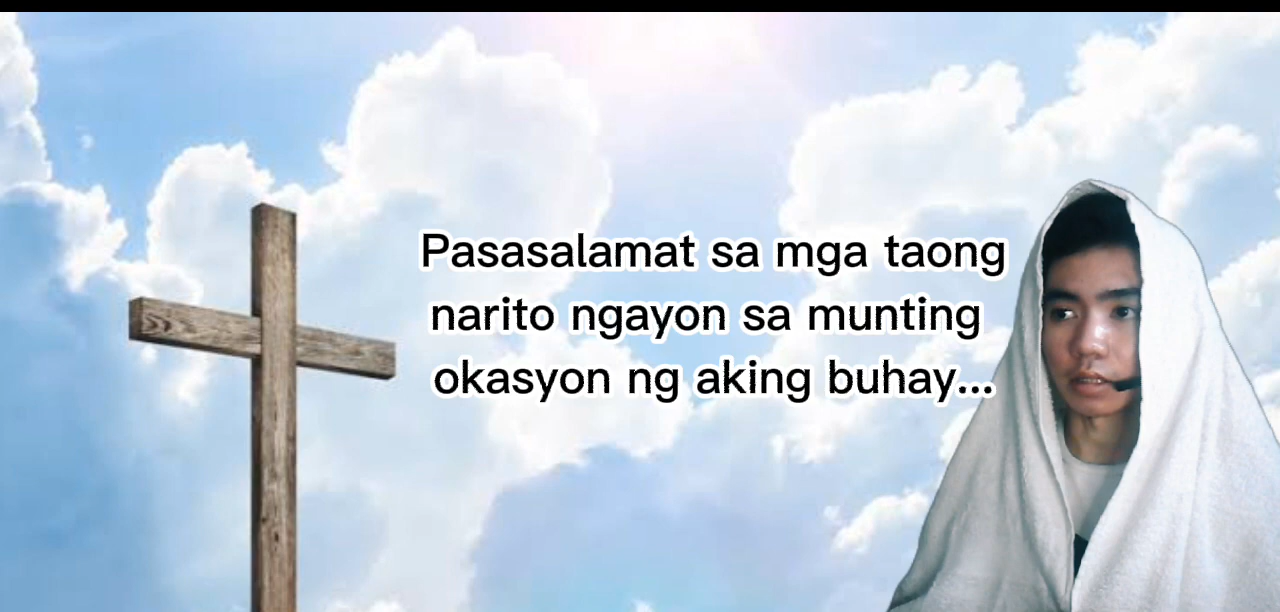 Pasasalamat sa mga taong
narito ngayon sa munting
okasyon ng aking buhay...